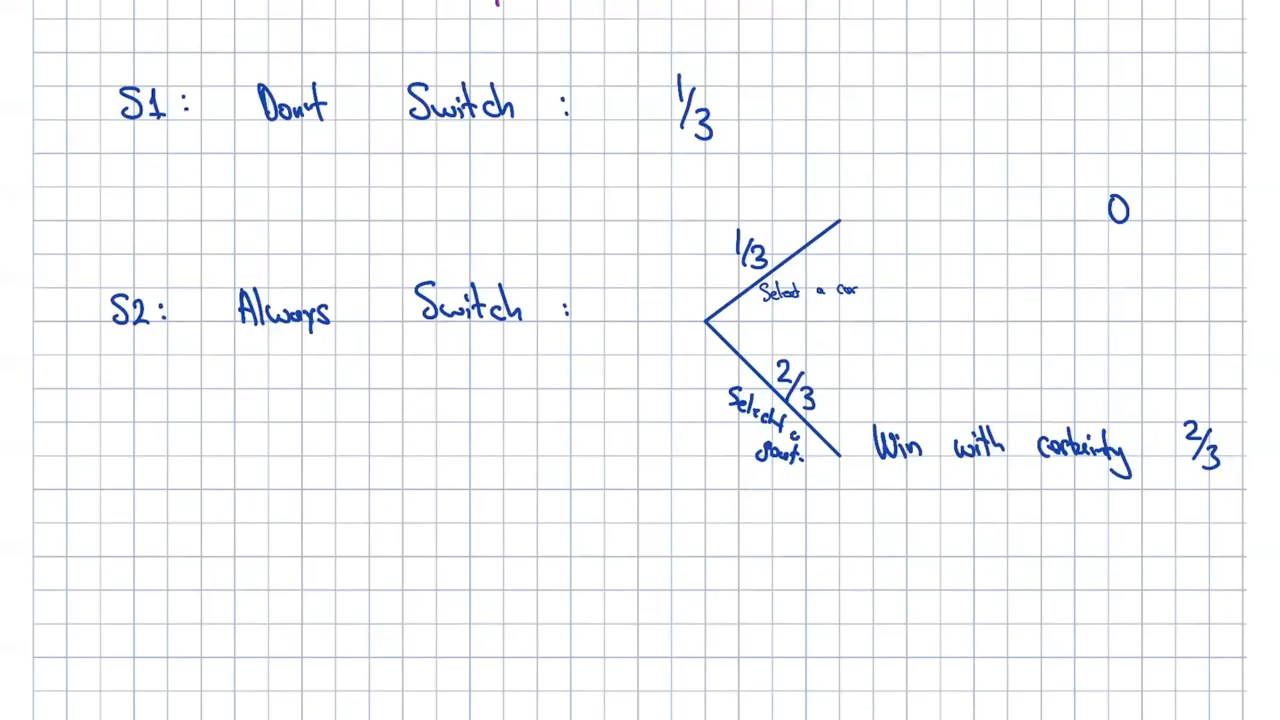 S1: Dont Switch : 1/3
0
1/3
Select a car
S2: Always Switch :
2/3
Select a
goat.
Win with certainty 2/3